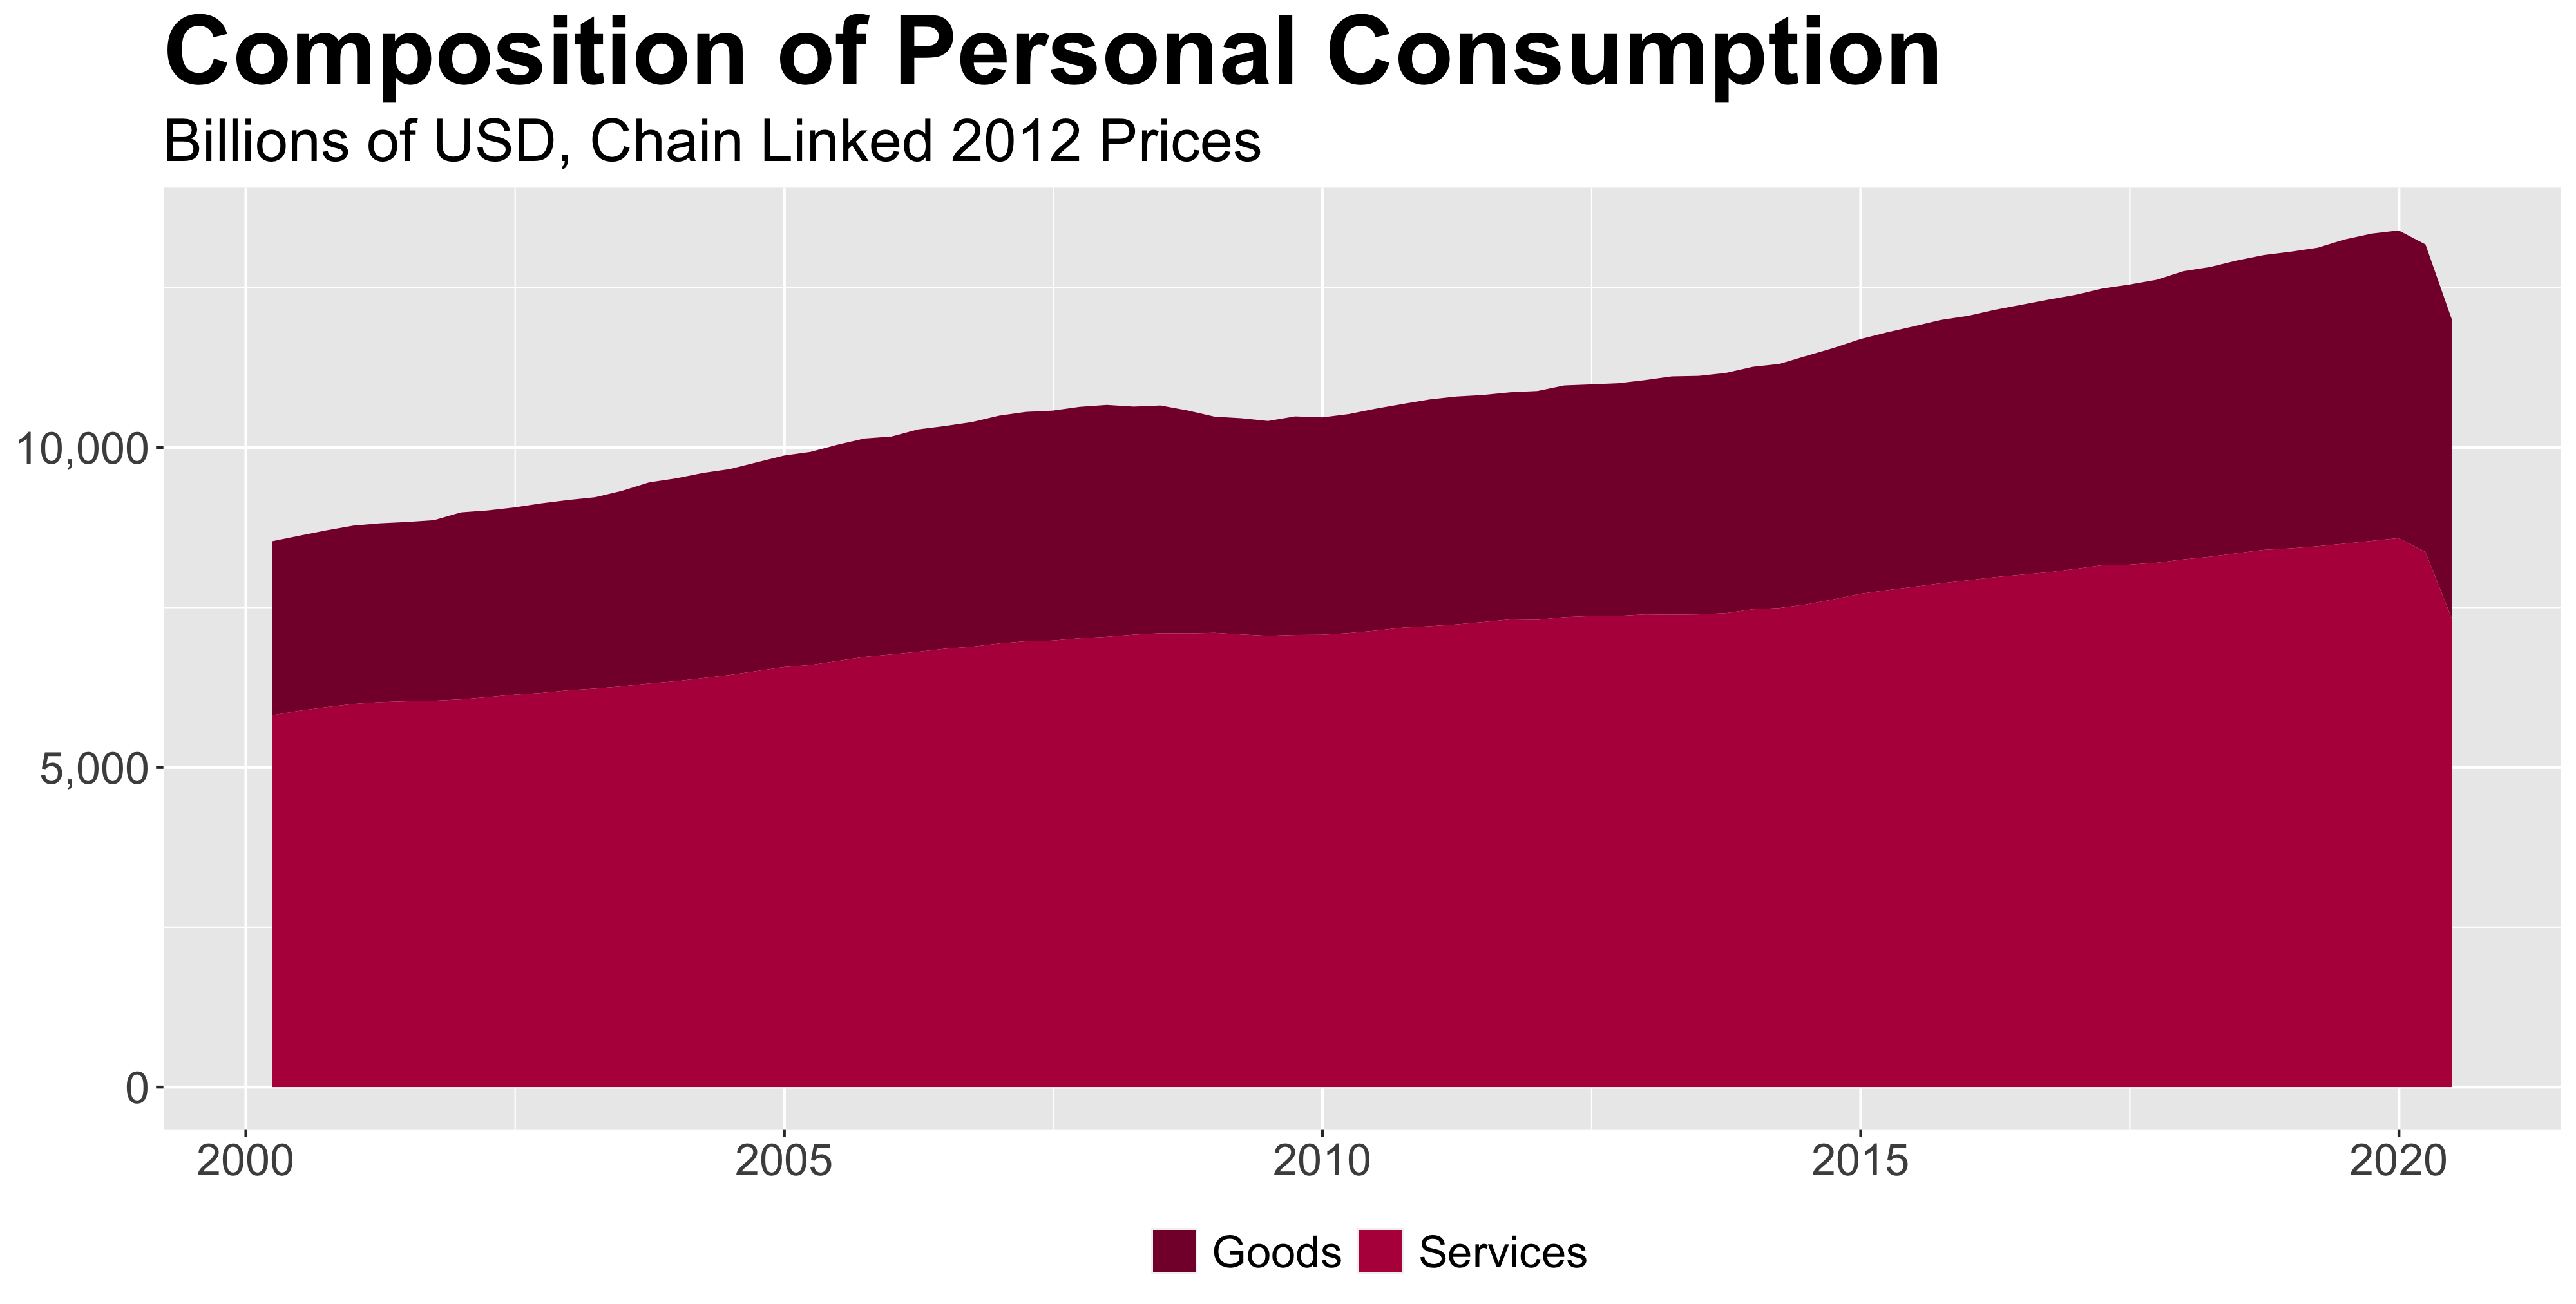 Composition of Personal Consumption
Billions of USD, Chain Linked 2012 Prices
10,000
5,000
0
2000 2005 2010 2015 2020
Goods Services